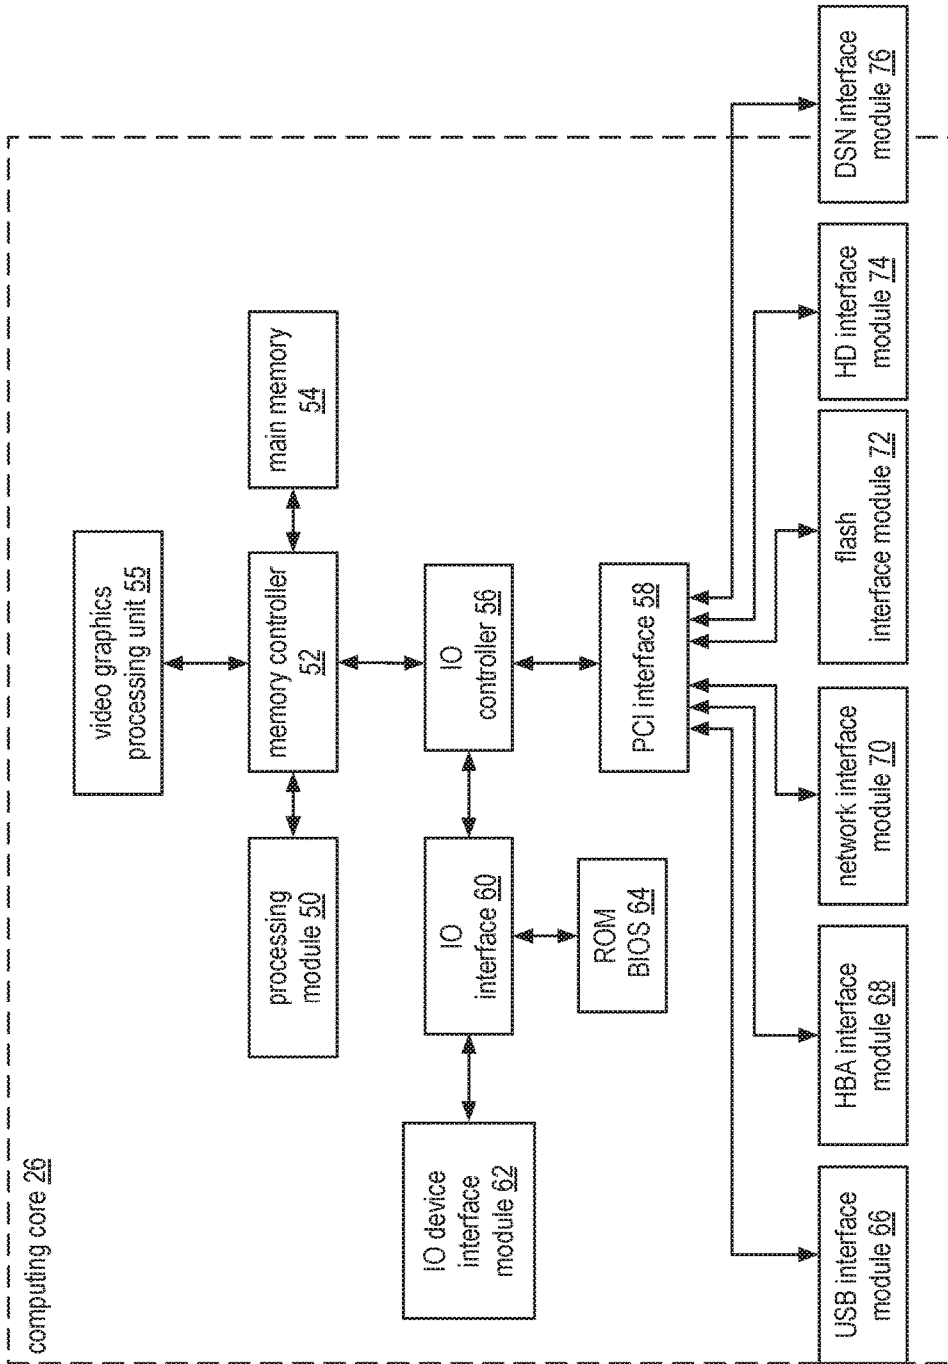 computing core 26
video graphics
processing unit 55
processing
module 50
memory controller
52
main memory
54
IO device
interface
module 62
IO
interface 60
IO
controller 56
ROM
BIOS 64
PCI interface 58
USB interface
module 66
HBA interface
module 68
network interface
module 70
flash
interface module 72
HD interface
module 74
DSN interface
module 76